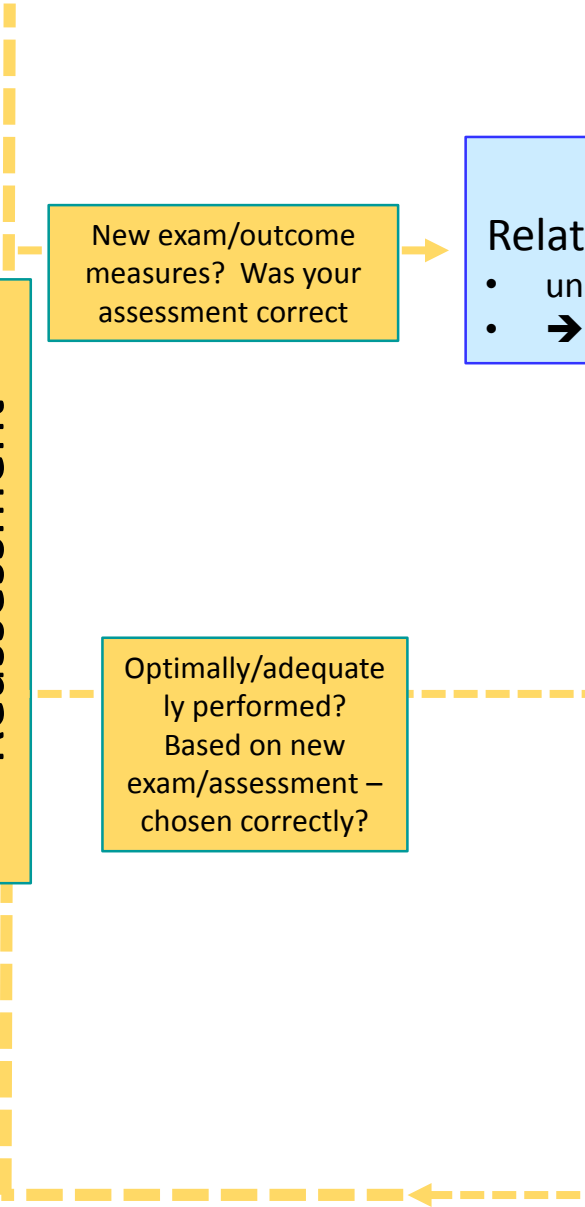 New exam/outcome
measures? Was your
assessment correct
Relat
• un
• ➔
Optimally/adequate
ly performed?
Based on new
exam/assessment –
chosen correctly?